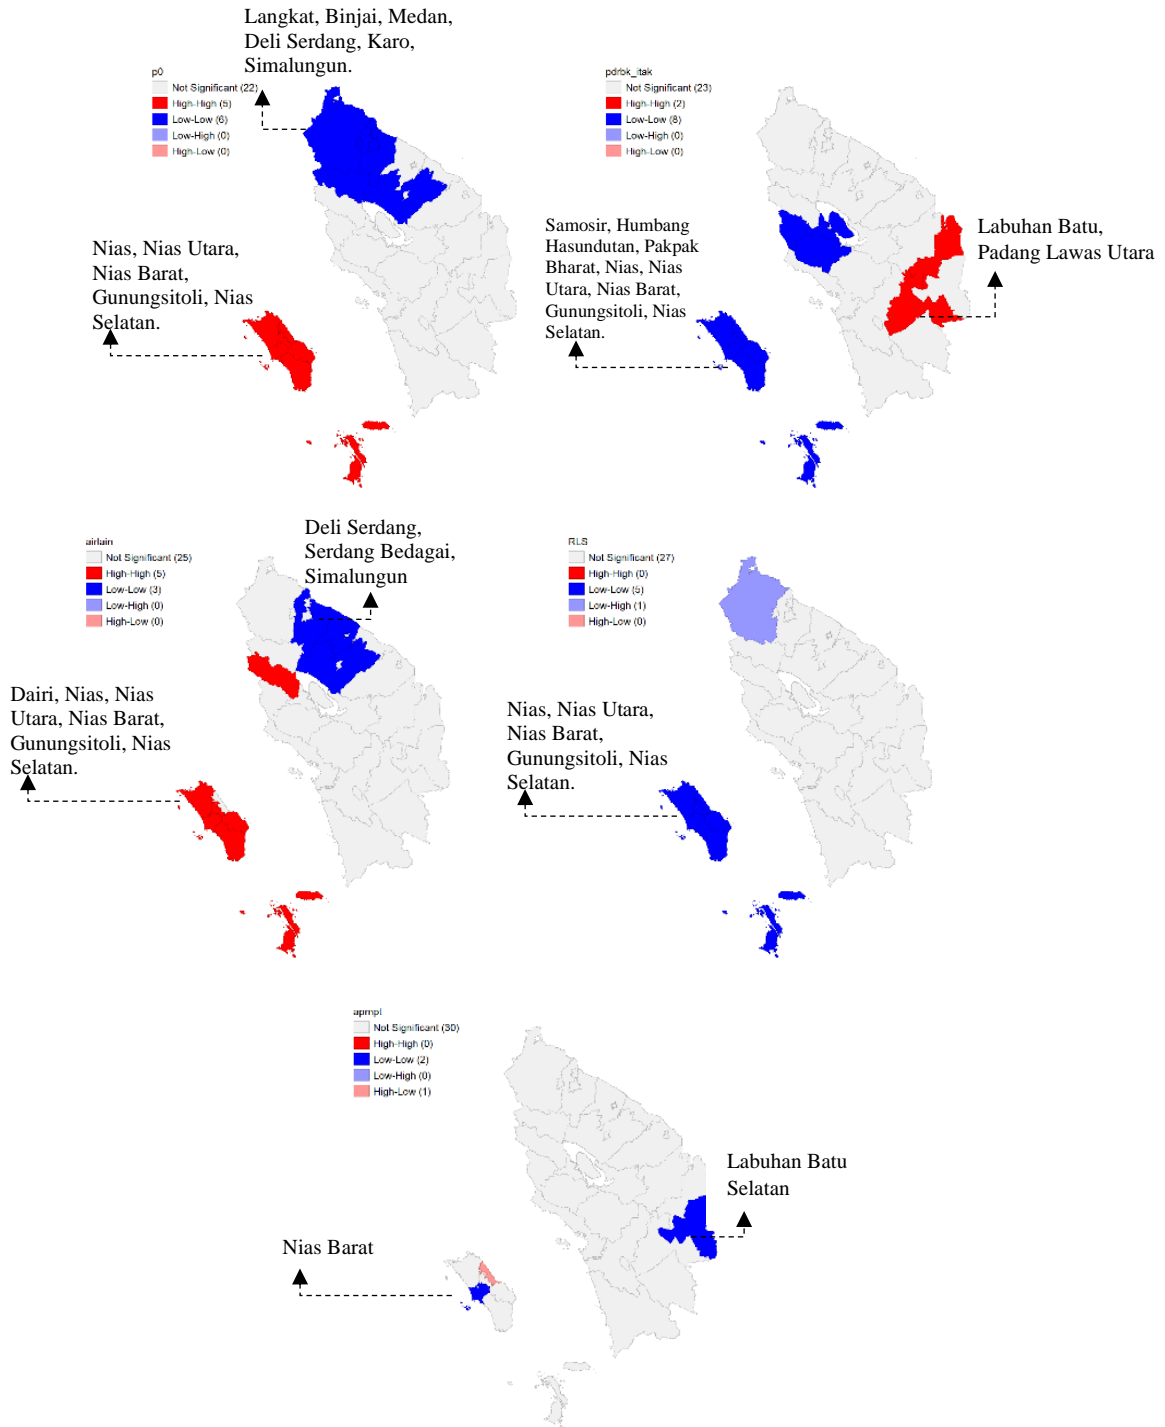 Langkat, Binjai, Medan,
Deli Serdang, Karo,
Simalungun.
p0
Not Significant (22)
High-High (5)
Low-Low (6)
Low-High (0)
High-Low (0)
Nias, Nias Utara,
Nias Barat,
Gunungsitoli, Nias
Selatan.
pdrbk_itak
Not Significant (23)
High-High (2)
Low-Low (8)
Low-High (0)
High-Low (0)
Samosir, Humbang
Hasundutan, Pakpak
Bharat, Nias, Nias
Utara, Nias Barat,
Gunungsitoli, Nias
Selatan.
Labuhan Batu,
Padang Lawas Utara
airlain
Not Significant (25)
High-High (5)
Low-Low (3)
Low-High (0)
High-Low (0)
Deli Serdang,
Serdang Bedagai,
Simalungun
Dairi, Nias, Nias
Utara, Nias Barat,
Gunungsitoli, Nias
Selatan.
RLS
Not Significant (27)
High-High (0)
Low-Low (5)
Low-High (1)
High-Low (0)
Nias, Nias Utara,
Nias Barat,
Gunungsitoli, Nias
Selatan.
apmpt
Not Significant (30)
High-High (0)
Low-Low (2)
Low-High (0)
High-Low (1)
Labuhan Batu
Selatan
Nias Barat